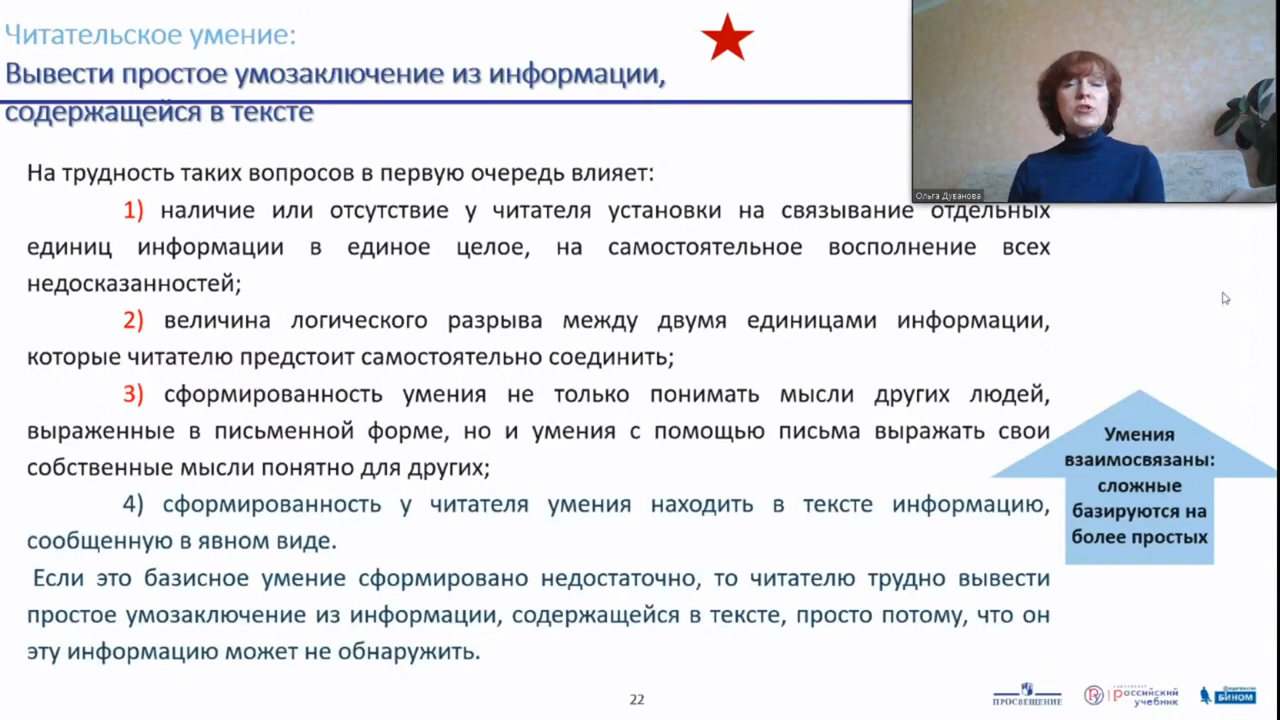 Читательское умение:
Вывести простое умозаключение из информации,
содержащейся в тексте
Ольга Дуванова
На трудность таких вопросов в первую очередь влияет:
1) наличие или отсутствие у читателя установки на связывание отдельных
единиц информации в единое целое, на самостоятельное восполнение всех
недосказанностей;
2) величина логического разрыва между двумя единицами информации,
которые читателю предстоит самостоятельно соединить;
3) сформированность умения не только понимать мысли других людей,
выраженные в письменной форме, но и умения с помощью письма выражать свои
собственные мысли понятно для других;
4) сформированность у читателя умения находить в тексте информацию,
сообщенную в явном виде.
Если это базисное умение сформировано недостаточно, то читателю трудно вывести
простое умозаключение из информации, содержащейся в тексте, просто потому, что он
эту информацию может не обнаружить.
Умения
взаимосвязаны:
сложные
базируются на
более простых
22
ПРОСВЕЩЕНИЕ
российский
учебник
БИНОМ